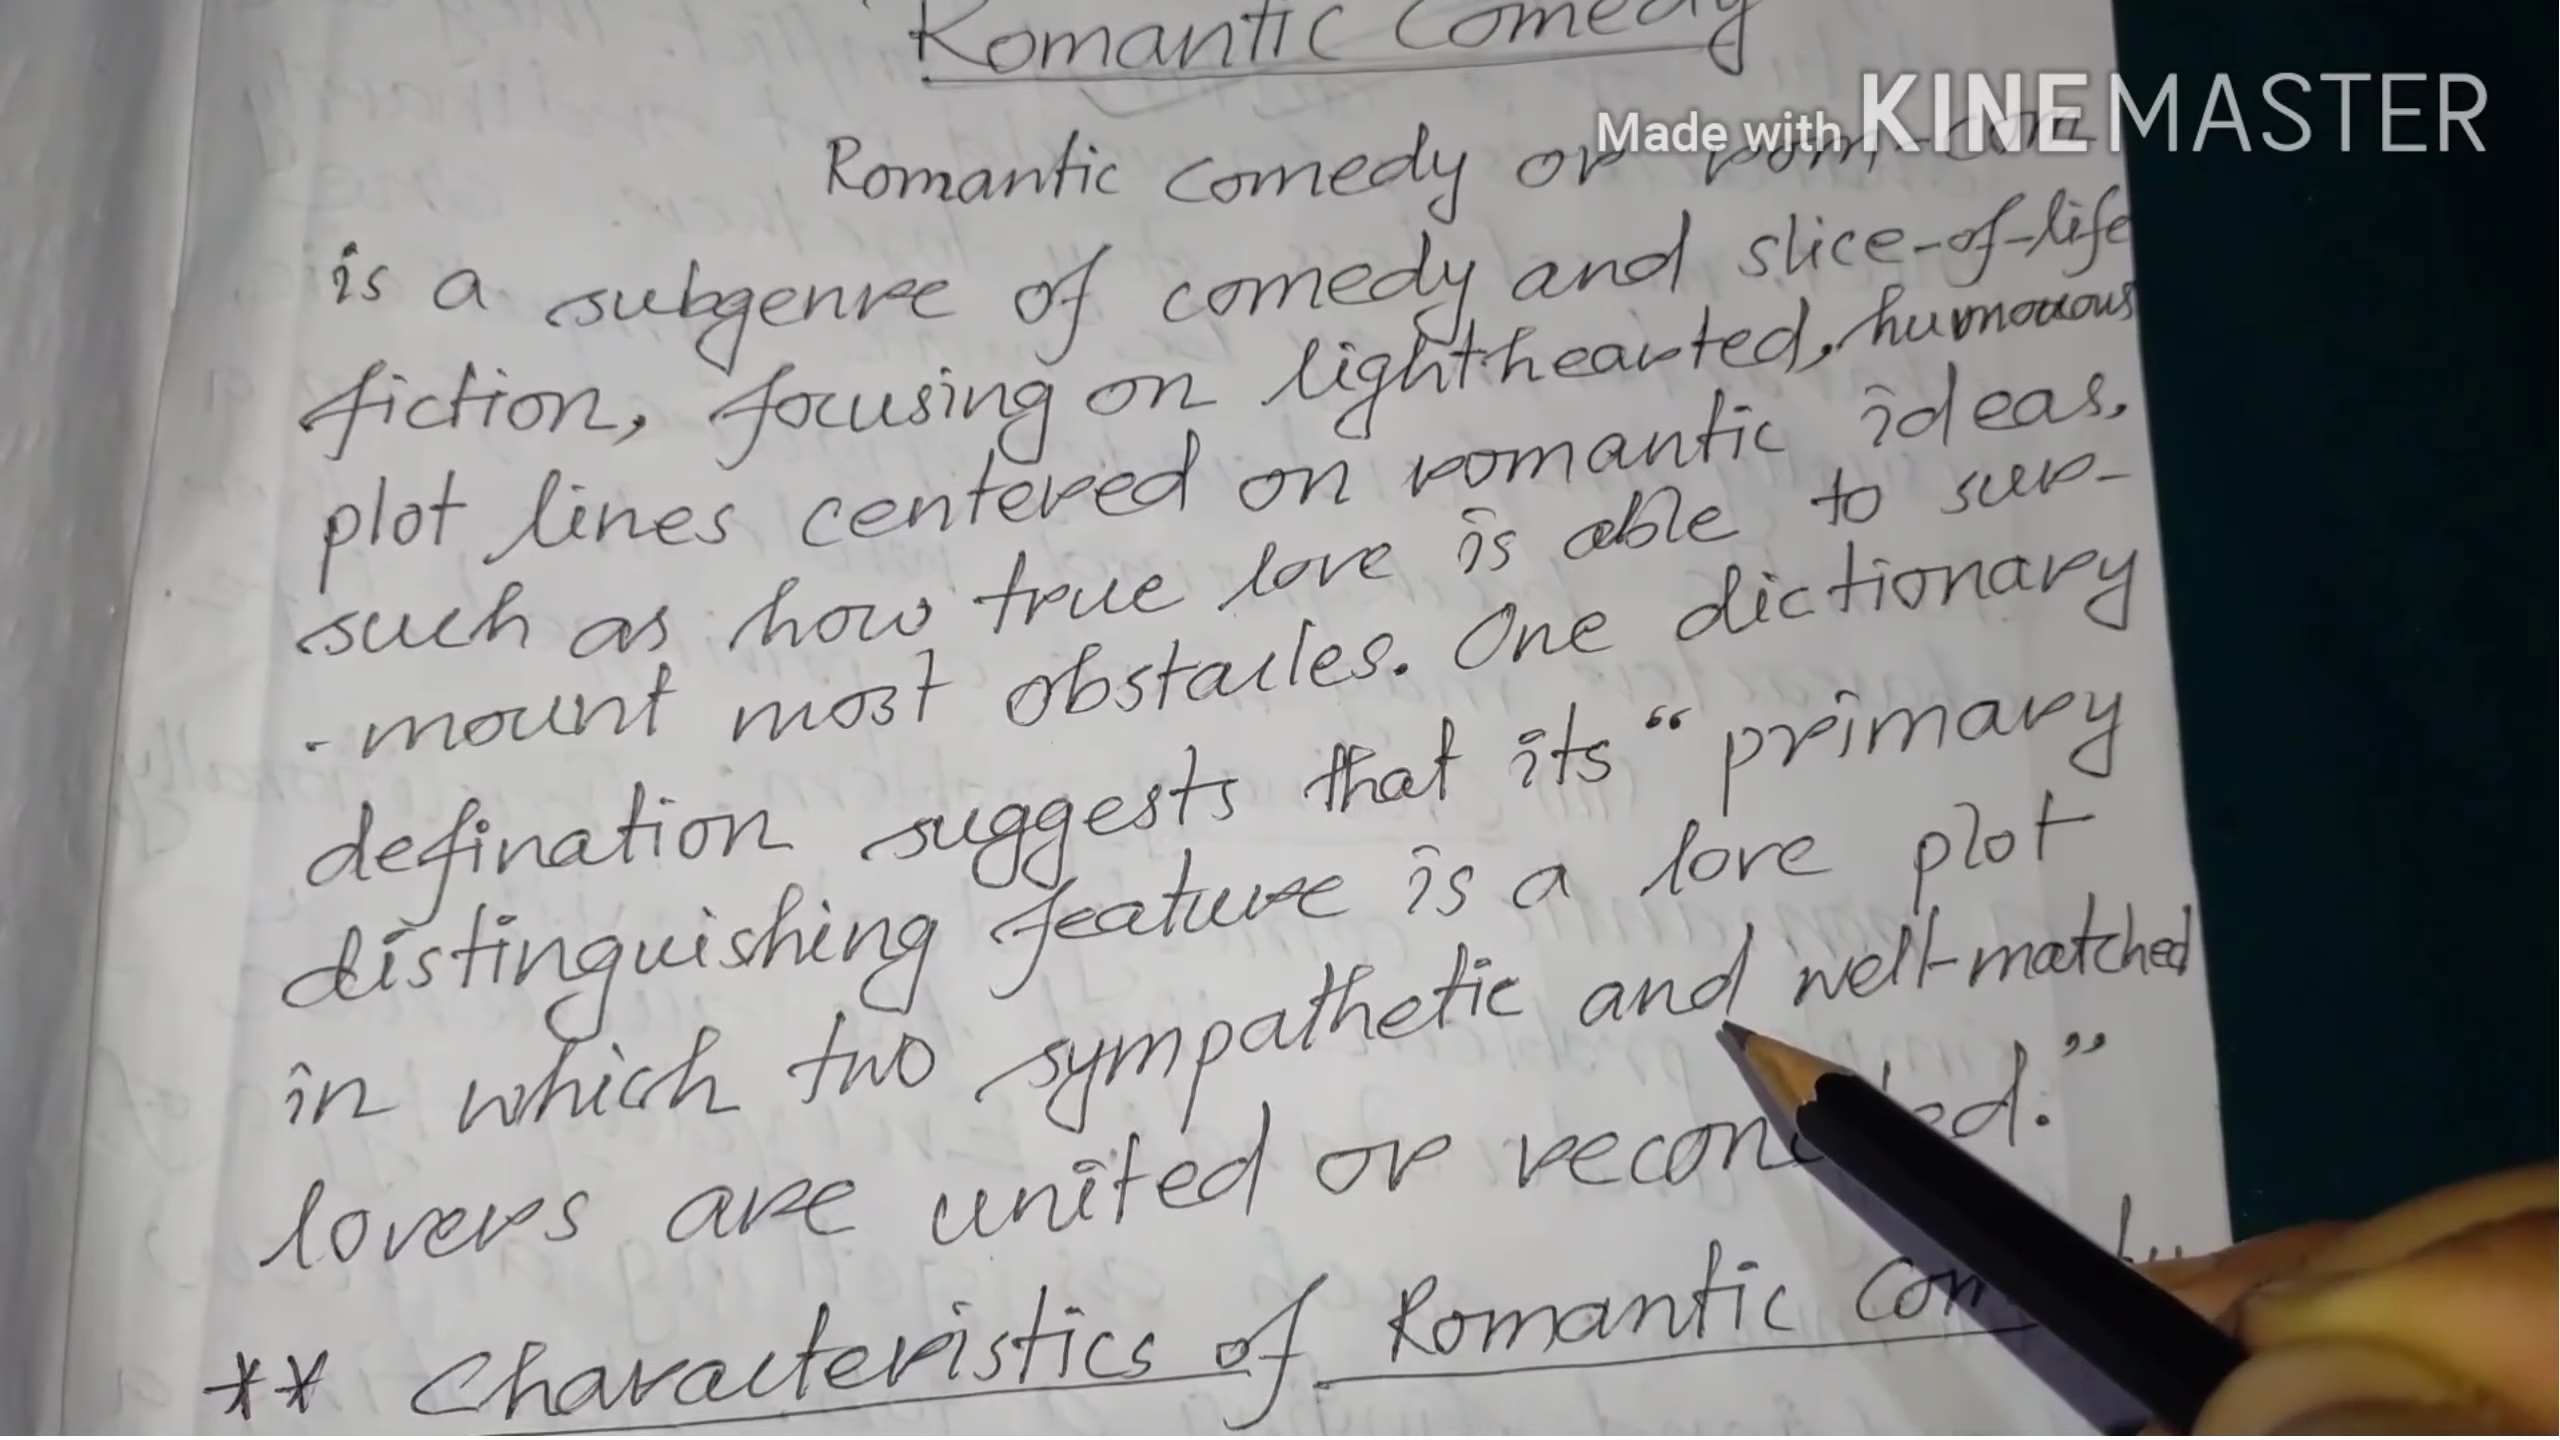 Romantic Comedy
Made with KINEMASTER
Romantic comedy or rom-com
is a subgenre of comedy and slice-of-life
fiction, focusing on lighthearted, humorous
plot lines centered on romantic ideas,
such as how true love is able to sur-
-mount most obstacles. One dictionary
defination suggests that its "primary
distinguishing feature is a love plot
in which two sympathetic and well-matched
lovers are united or
** Characteristics of Romantic